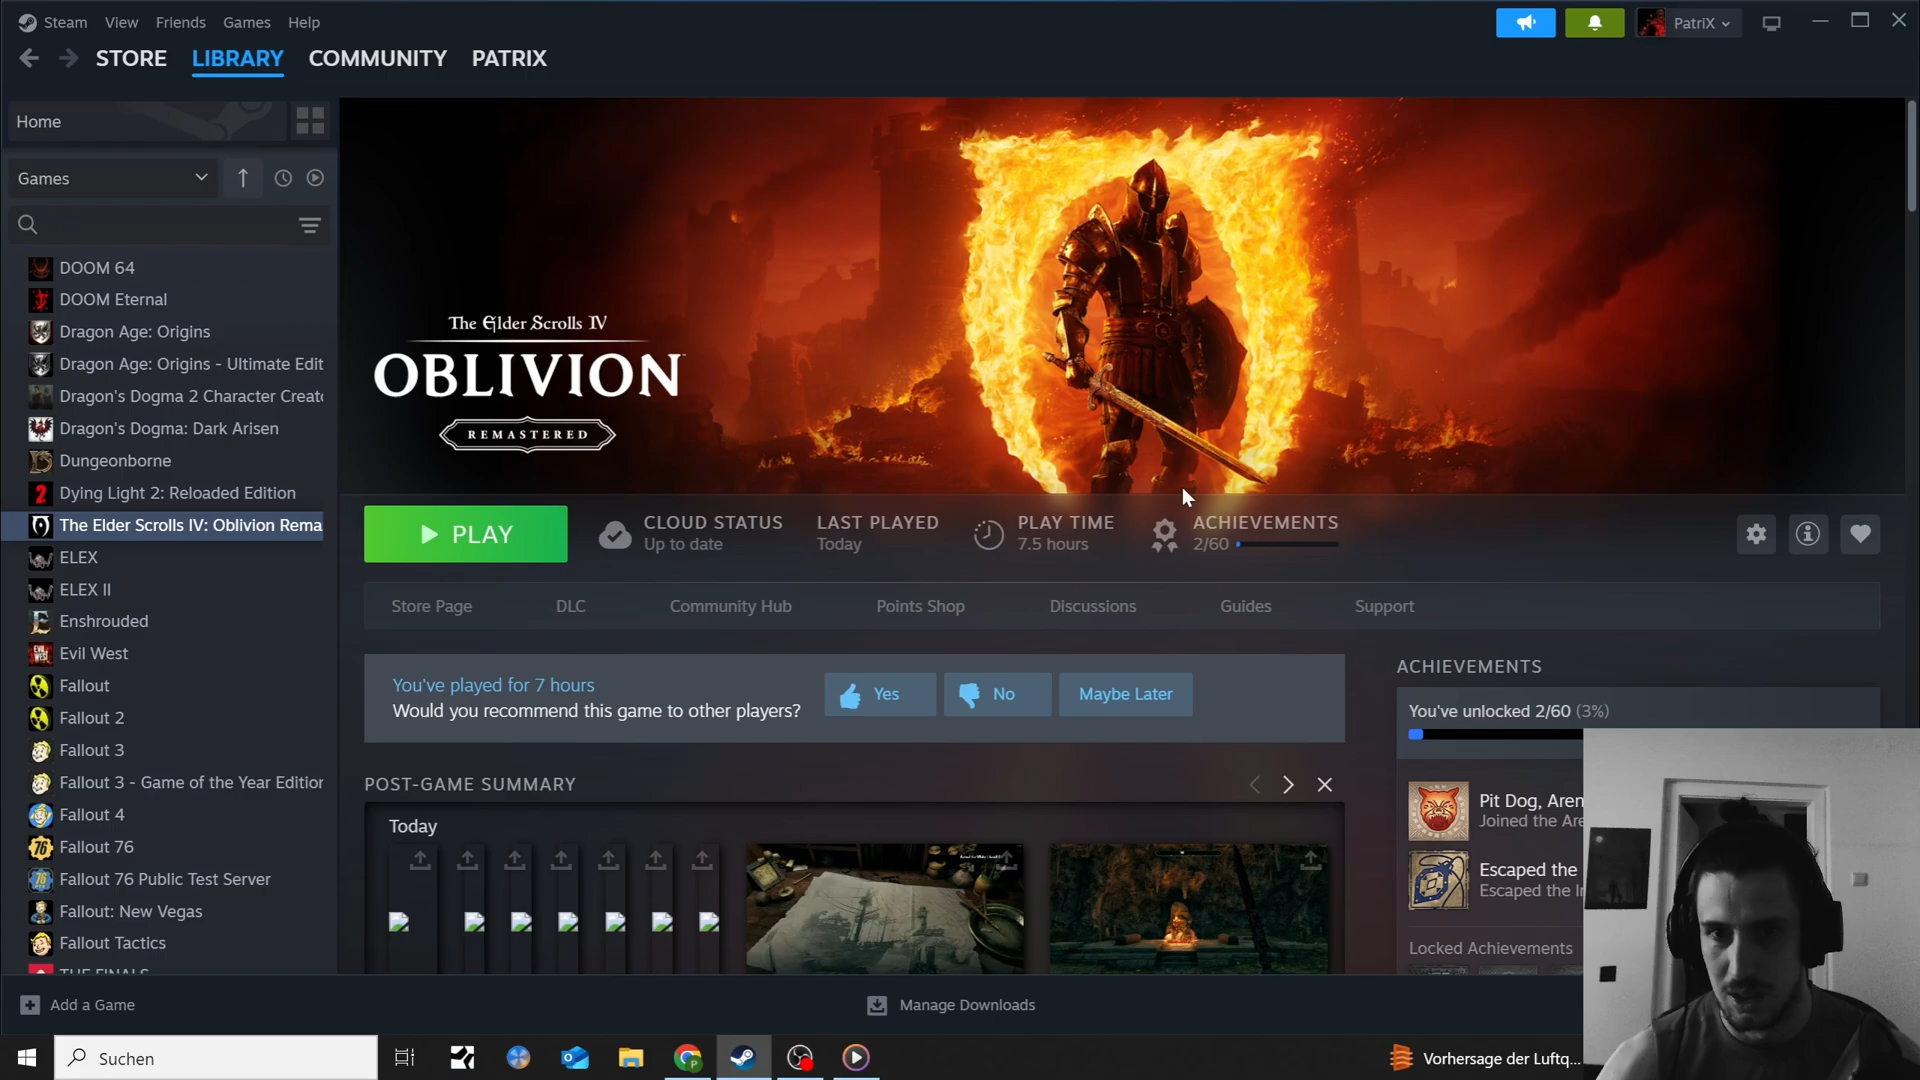 Steam View Friends Games Help
PatriX
STORE LIBRARY COMMUNITY PATRIX
Home
Games
DOOM 64
DOOM Eternal
Dragon Age: Origins
Dragon Age: Origins - Ultimate Edit
Dragon's Dogma 2 Character Creat
Dragon's Dogma: Dark Arisen
Dungeonborne
Dying Light 2: Reloaded Edition
The Elder Scrolls IV: Oblivion Rema
ELEX
ELEX II
Enshrouded
Evil West
Fallout
Fallout 2
Fallout 3
Fallout 3 - Game of the Year Edition
Fallout 4
Fallout 76
Fallout 76 Public Test Server
Fallout: New Vegas
Fallout Tactics
THE FINALS
The Elder Scrolls IV
OBLIVION
REMASTERED
PLAY
CLOUD STATUS
Up to date
LAST PLAYED
Today
PLAY TIME
7.5 hours
ACHIEVEMENTS
2/60
Store Page DLC Community Hub Points Shop Discussions Guides Support
You've played for 7 hours
Would you recommend this game to other players?
Yes
No
Maybe Later
POST-GAME SUMMARY
Today
ACHIEVEMENTS
You've unlocked 2/60 (3%)
Pit Dog, Aren
Joined the Are
Escaped the
Escaped the I
Locked Achievements
Add a Game
Manage Downloads
Suchen
Vorhersage der Luftq...